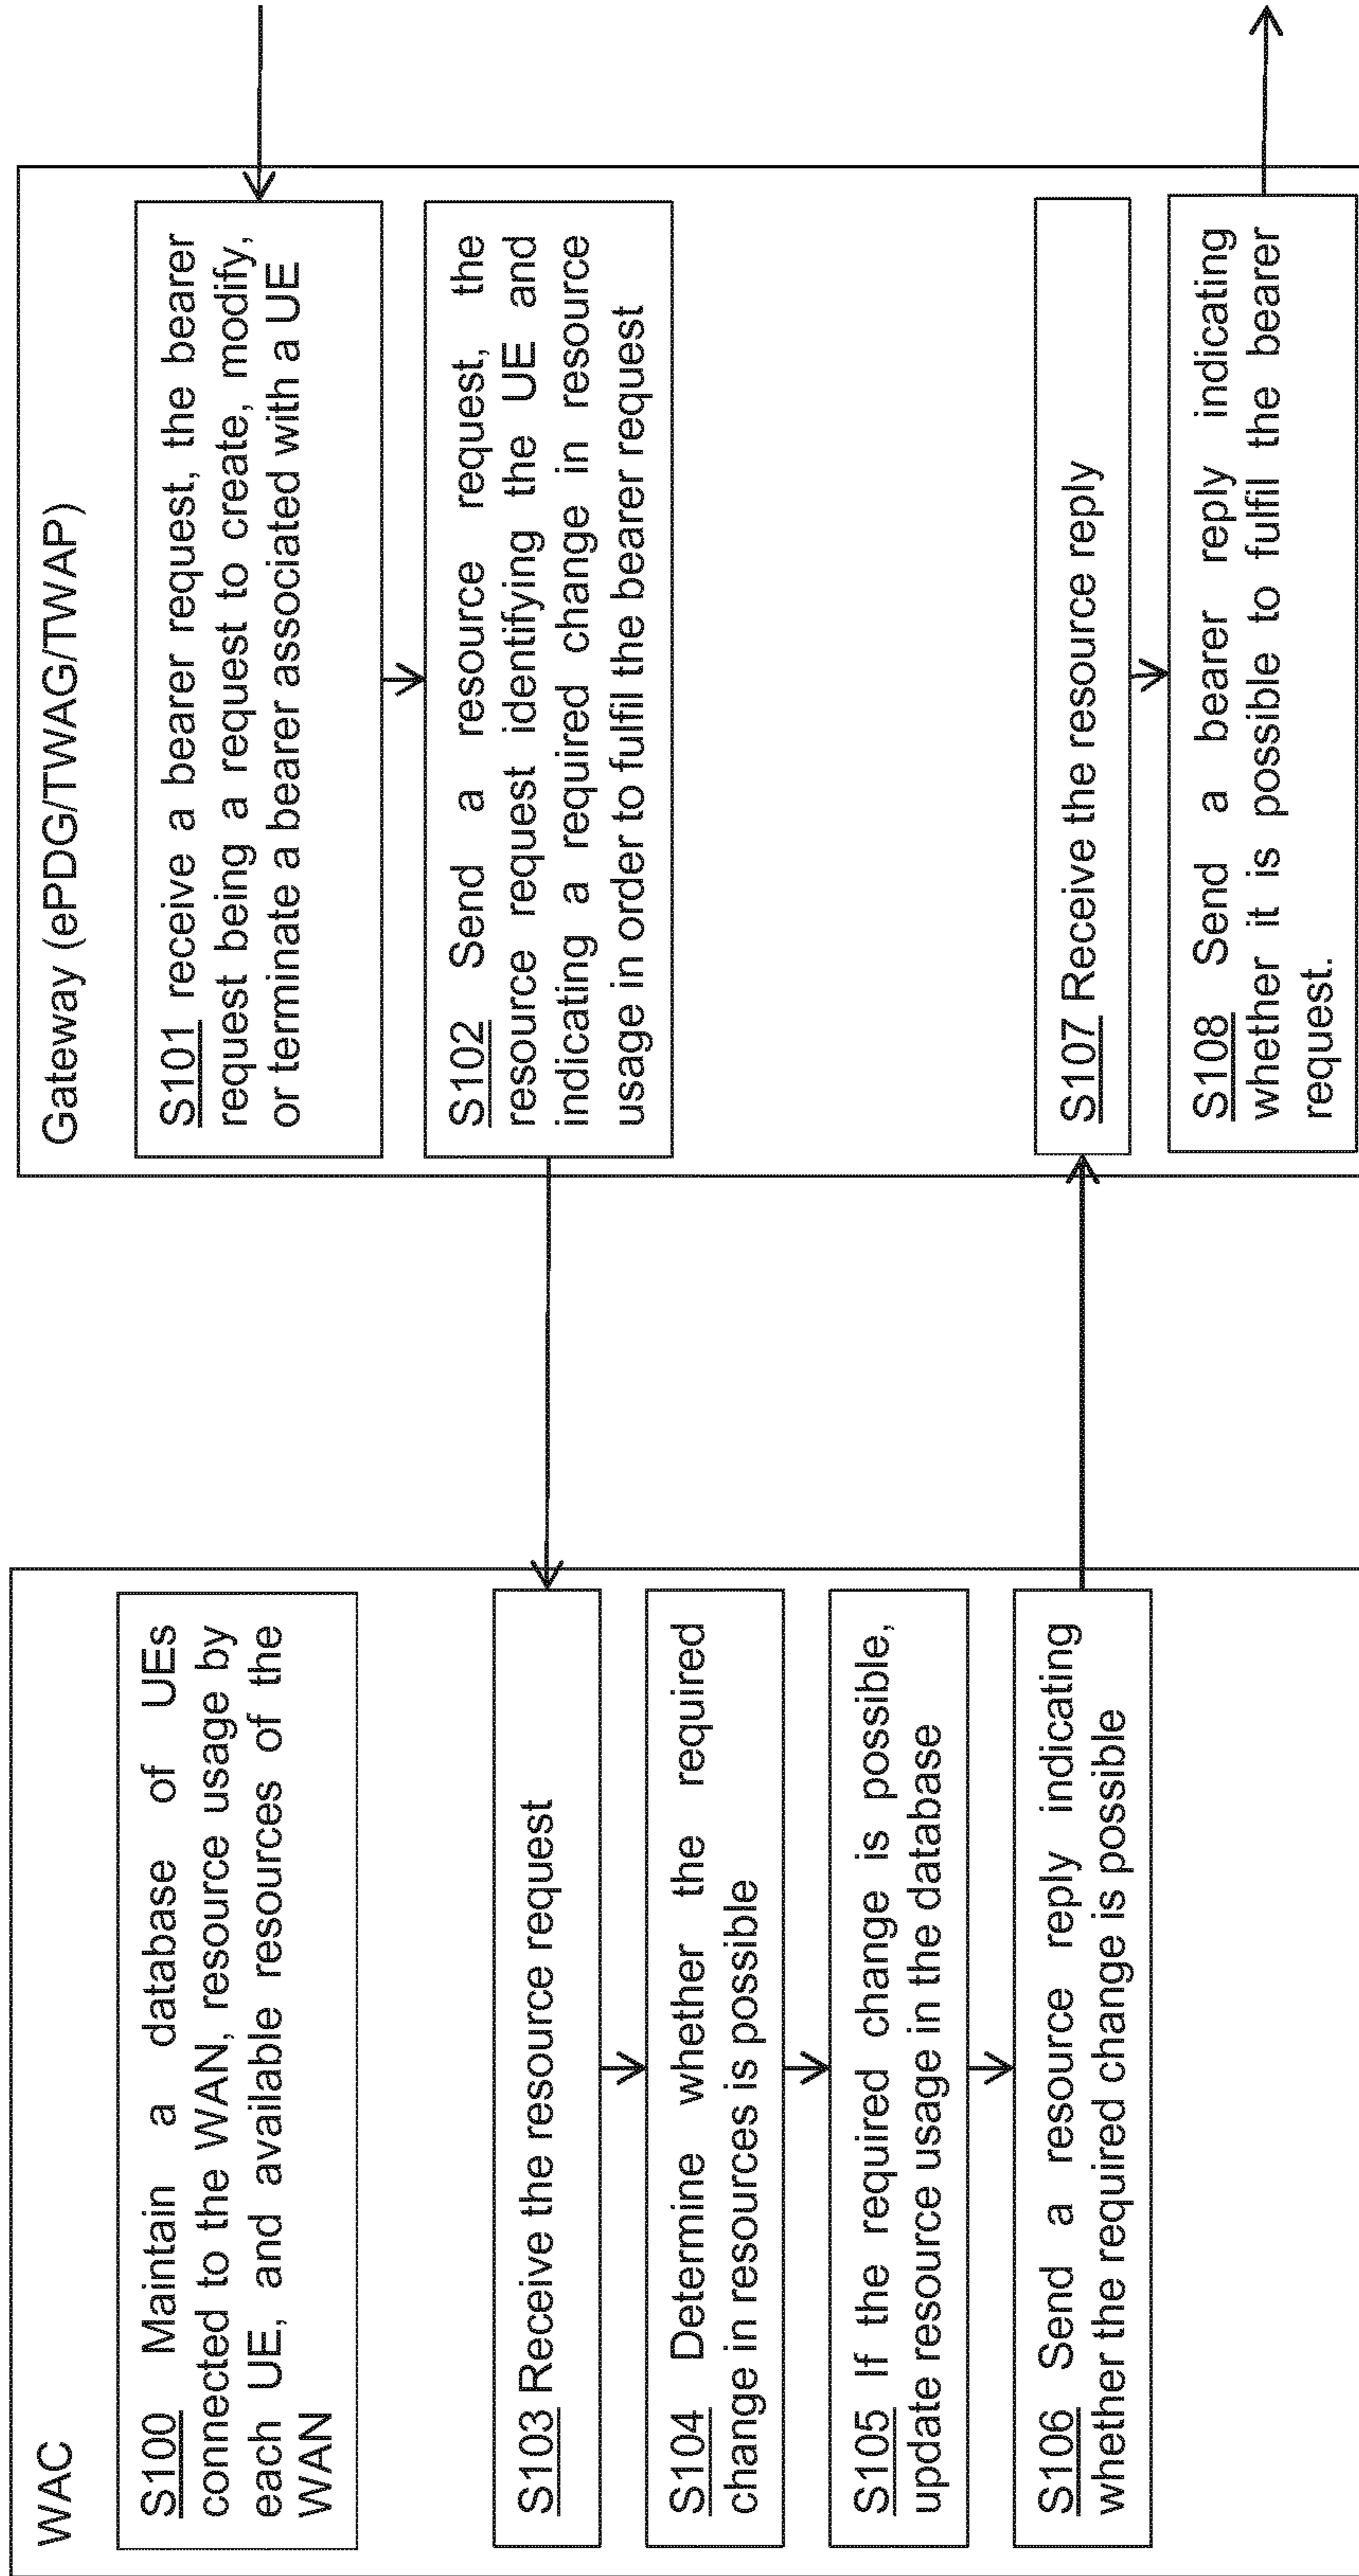 WAC
S100 Maintain a database of UEs
connected to the WAN, resource usage by
each UE, and available resources of the
WAN
S103 Receive the resource request
S104 Determine whether the required
change in resources is possible
S105 If the required change is possible,
update resource usage in the database
S106 Send a resource reply indicating
whether the required change is possible
Gateway (ePDG/TWAG/TWAP)
S101 receive a bearer request, the bearer
request being a request to create, modify,
or terminate a bearer associated with a UE
S102 Send a resource request, the
resource request identifying the UE and
indicating a required change in resource
usage in order to fulfil the bearer request
S107 Receive the resource reply
S108 Send a bearer reply indicating
whether it is possible to fulfil the bearer
request.